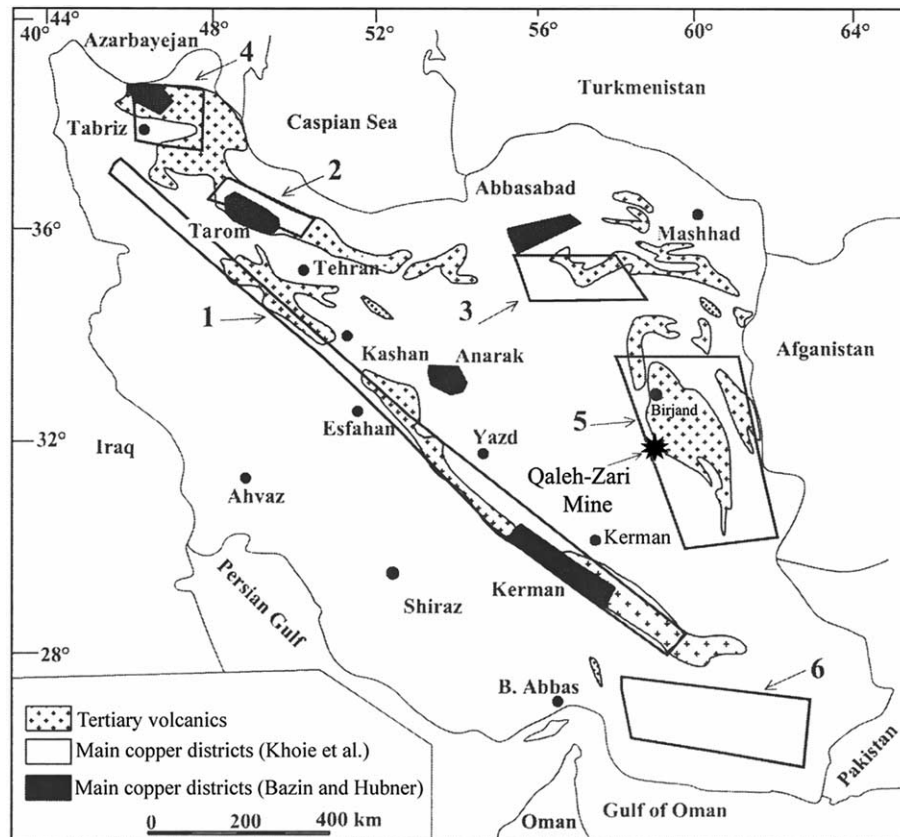 44°
48°
52°
56°
60°
64°
40°
Azarbayejan
4
Turkmenistan
Tabriz
Caspian Sea
2
Abbasabad
36°
Tarom
Mashhad
Tehran
1
3
Kashan
Anarak
Afganistan
Birjand
5
Esfahan
32°
Iraq
Yazd
Qaleh-Zari
Mine
Ahvaz
Kerman
Persian Gulf
Shiraz
Kerman
28°
6
B. Abbas
Tertiary volcanics
Main copper districts (Khoie et al.)
Main copper districts (Bazin and Hubner)
Pakistan
0 200 400 km
Oman
Gulf of Oman